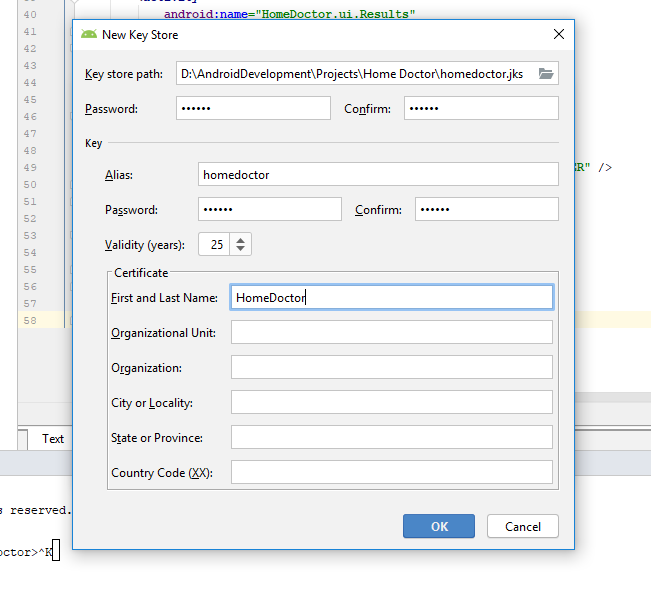 40 android:name="HomeDoctor.ui.Results"
New Key Store
41
42
43
44
45
46
47
48
49 ER" />
50
51
52
53
54
55
56
57
58
Key store path: D:\AndroidDevelopment\Projects\Home Doctor\homedoctor.jks
Password: •••••• Confirm: ••••••
Key
Alias: homedoctor
Password: •••••• Confirm: ••••••
Validity (years): 25
Certificate
First and Last Name: HomeDoctor
Organizational Unit:
Organization:
City or Locality:
State or Province:
Country Code (XX):
OK Cancel
Text
s reserved.
octor>^K